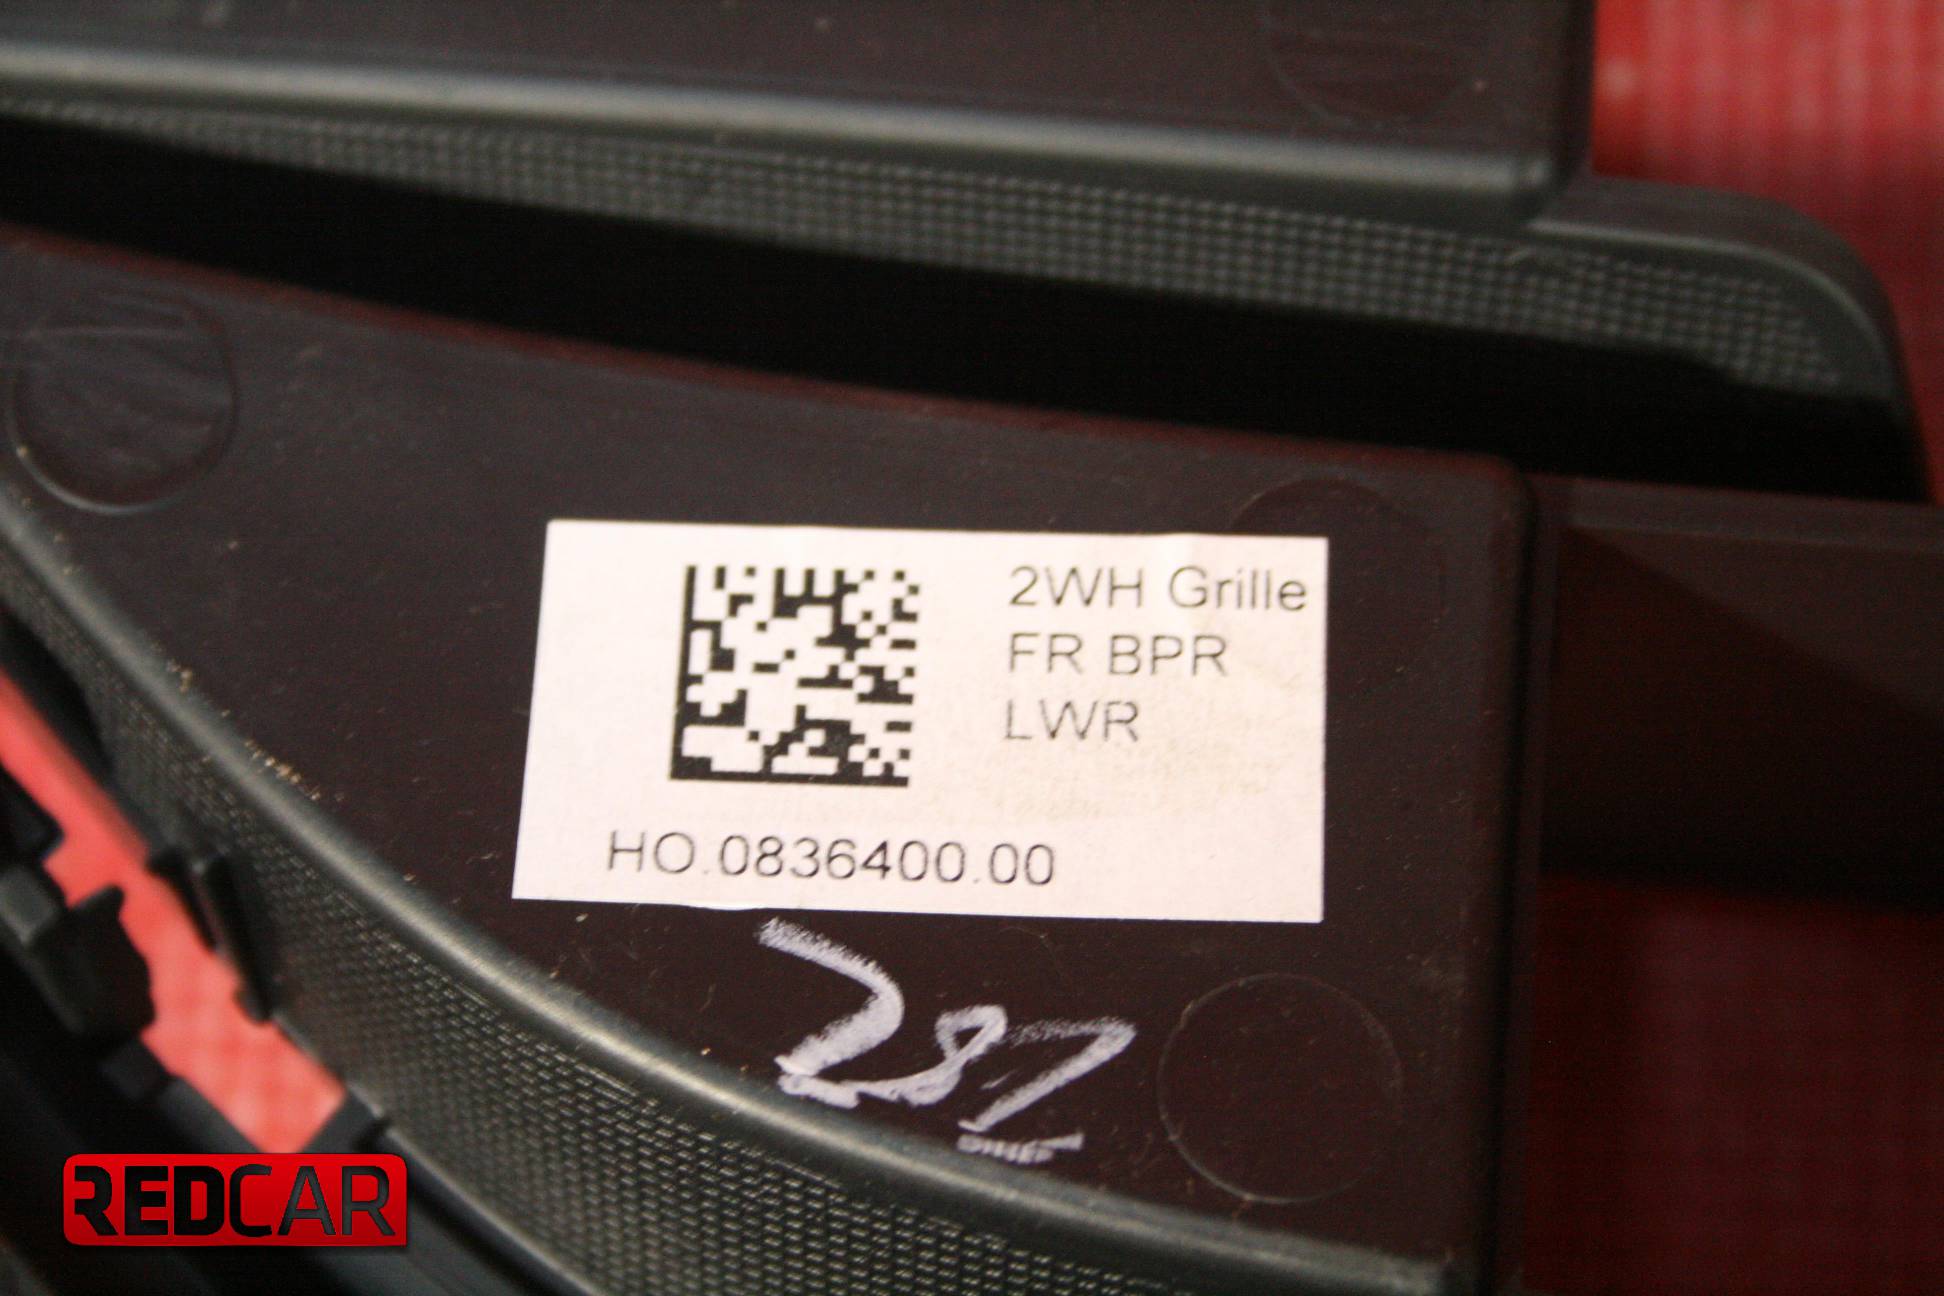 2WH Grille
FR BPR
LWR
HO.0836400.00
287
REDCAR